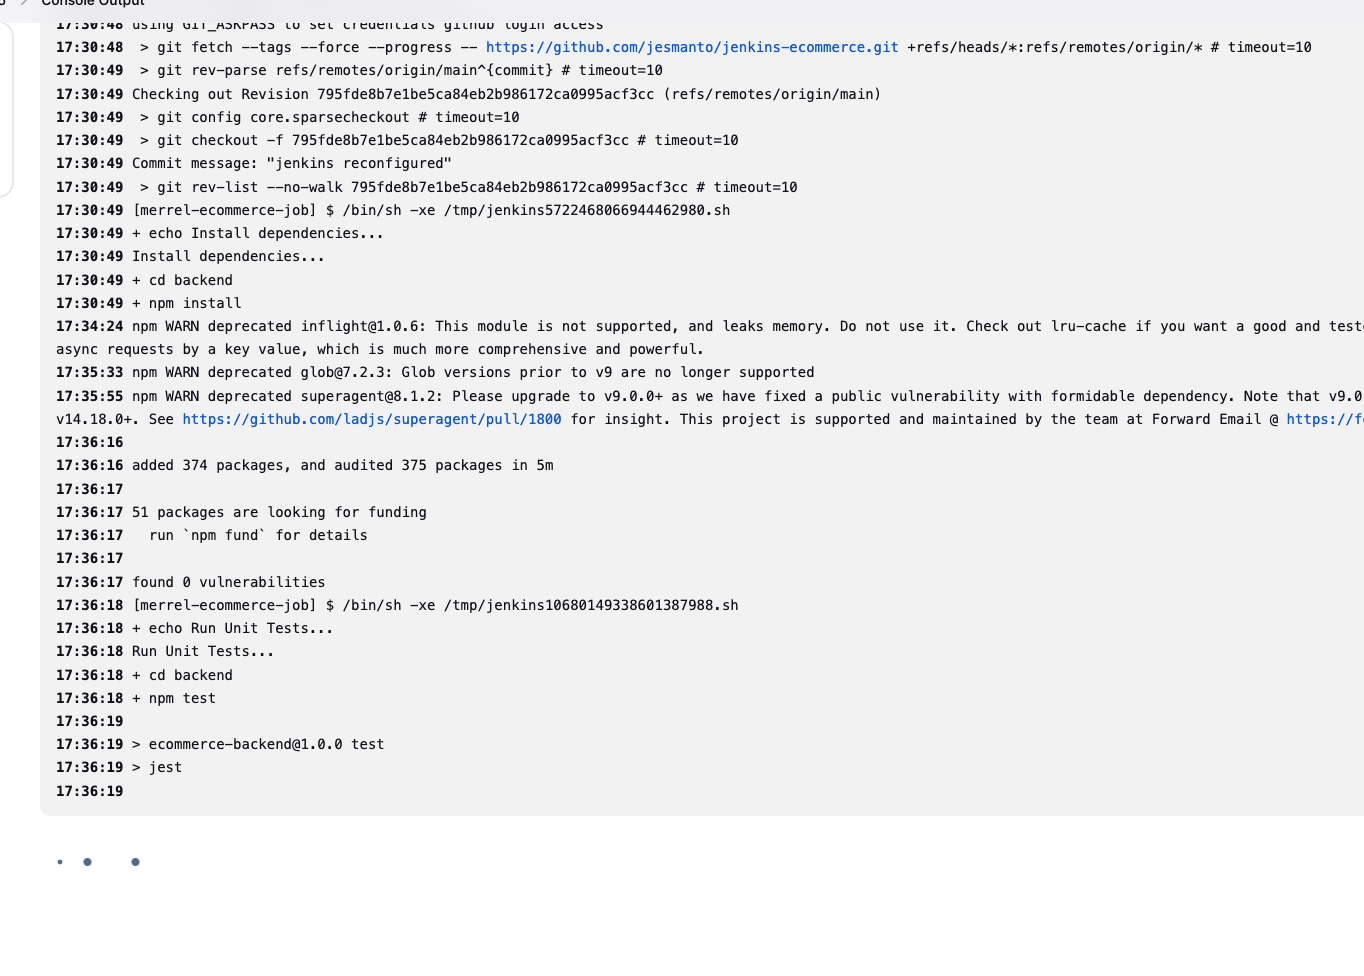 Console Output
17:30:48 using GIT_ASKPASS to set credentials github login access
17:30:48  > git fetch --tags --force --progress -- https://github.com/jesmanto/jenkins-ecommerce.git +refs/heads/*:refs/remotes/origin/* # timeout=10
17:30:49  > git rev-parse refs/remotes/origin/main^{commit} # timeout=10
17:30:49 Checking out Revision 795fde8b7e1be5ca84eb2b986172ca0995acf3cc (refs/remotes/origin/main)
17:30:49  > git config core.sparsecheckout # timeout=10
17:30:49  > git checkout -f 795fde8b7e1be5ca84eb2b986172ca0995acf3cc # timeout=10
17:30:49 Commit message: "jenkins reconfigured"
17:30:49  > git rev-list --no-walk 795fde8b7e1be5ca84eb2b986172ca0995acf3cc # timeout=10
17:30:49 [merrel-ecommerce-job] $ /bin/sh -xe /tmp/jenkins5722468066944462980.sh
17:30:49 + echo Install dependencies...
17:30:49 Install dependencies...
17:30:49 + cd backend
17:30:49 + npm install
17:34:24 npm WARN deprecated inflight@1.0.6: This module is not supported, and leaks memory. Do not use it. Check out lru-cache if you want a good and teste
async requests by a key value, which is much more comprehensive and powerful.
17:35:33 npm WARN deprecated glob@7.2.3: Glob versions prior to v9 are no longer supported
17:35:55 npm WARN deprecated superagent@8.1.2: Please upgrade to v9.0.0+ as we have fixed a public vulnerability with formidable dependency. Note that v9.0
v14.18.0+. See https://github.com/ladjs/superagent/pull/1800 for insight. This project is supported and maintained by the team at Forward Email @ https://f
17:36:16
17:36:16 added 374 packages, and audited 375 packages in 5m
17:36:17
17:36:17 51 packages are looking for funding
17:36:17   run `npm fund` for details
17:36:17
17:36:17 found 0 vulnerabilities
17:36:18 [merrel-ecommerce-job] $ /bin/sh -xe /tmp/jenkins10680149338601387988.sh
17:36:18 + echo Run Unit Tests...
17:36:18 Run Unit Tests...
17:36:18 + cd backend
17:36:18 + npm test
17:36:19
17:36:19 > ecommerce-backend@1.0.0 test
17:36:19 > jest
17:36:19